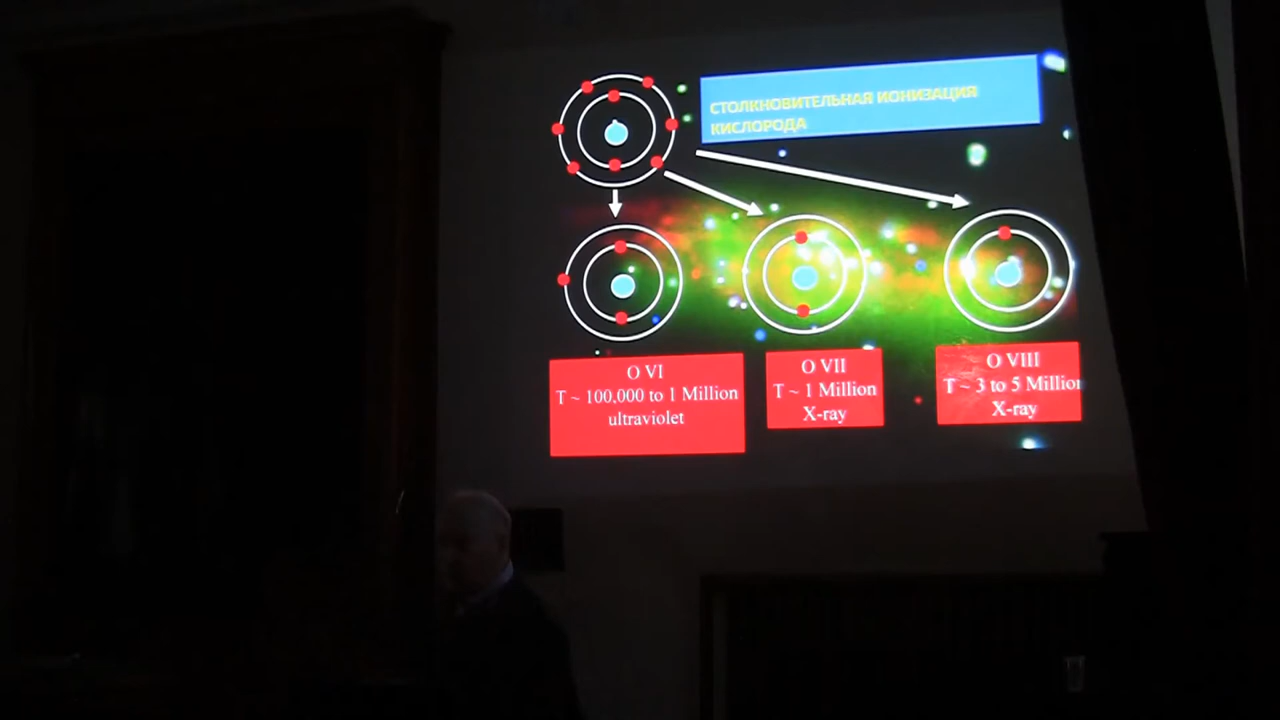 СТОЛКНОВИТЕЛЬНАЯ ИОНИЗАЦИЯ
КИСЛОРОДА
O VI
T ~ 100,000 to 1 Million
ultraviolet
O VII
T ~ 1 Million
X-ray
O VIII
T ~ 3 to 5 Million
X-ray